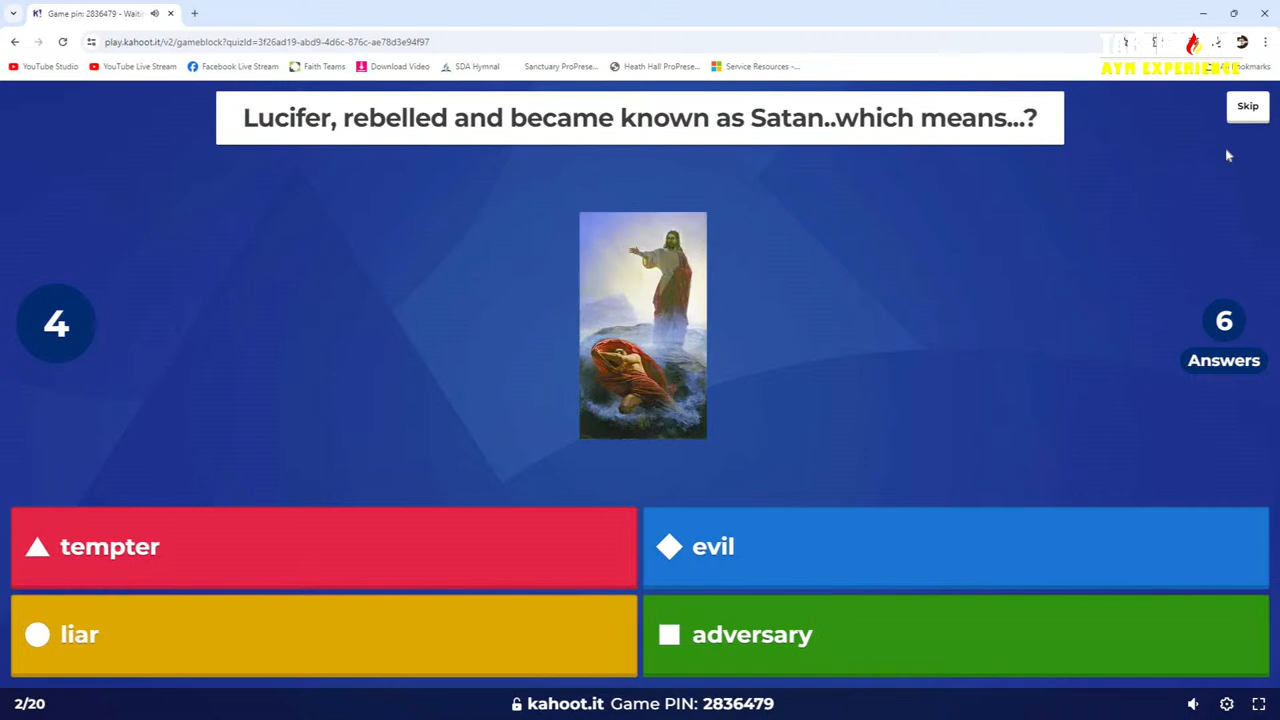 Game pin: 2836479 - Waiti
play.kahoot.it/v2/gameblock?quizId=3f26ad19-abd9-4d6c-876c-ae78d3e94f97
YouTube Studio YouTube Live Stream Facebook Live Stream Faith Teams Download Video SDA Hymnal Sanctuary ProPrese... Heath Hall ProPrese... Service Resources -...
AYM EXPERIENCE
Lucifer, rebelled and became known as Satan..which means...?
Skip
4
6
Answers
tempter
evil
liar
adversary
2/20
kahoot.it Game PIN: 2836479